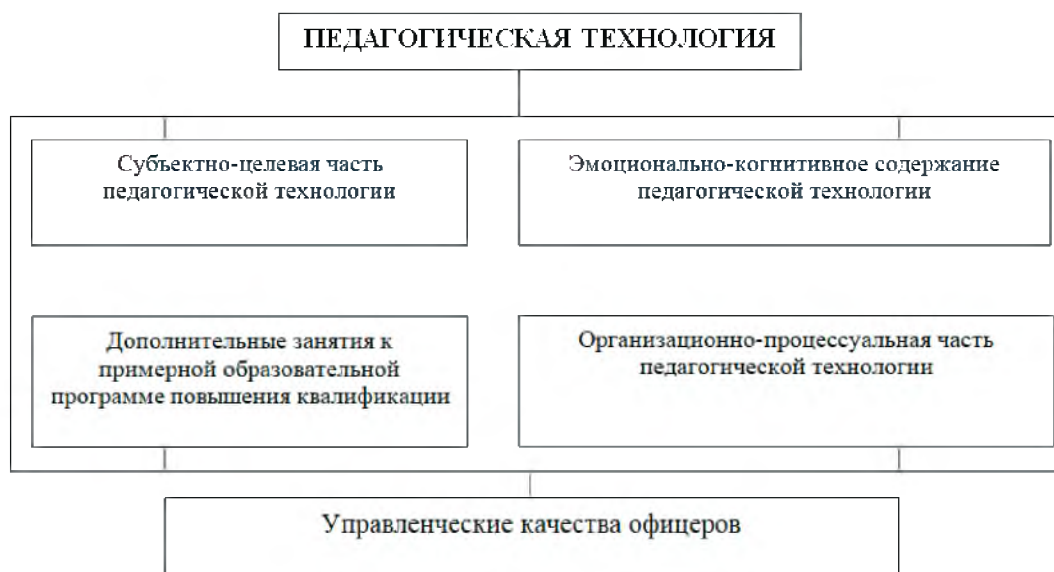 ПЕДАГОГИЧЕСКАЯ ТЕХНОЛОГИЯ
Субъектно-целевая часть
педагогической технологии
Эмоционально-когнитивное содержание
педагогической технологии
Дополнительные занятия к
примерной образовательной
программе повышения квалификации
Организационно-процессуальная часть
педагогической технологии
Управленческие качества офицеров